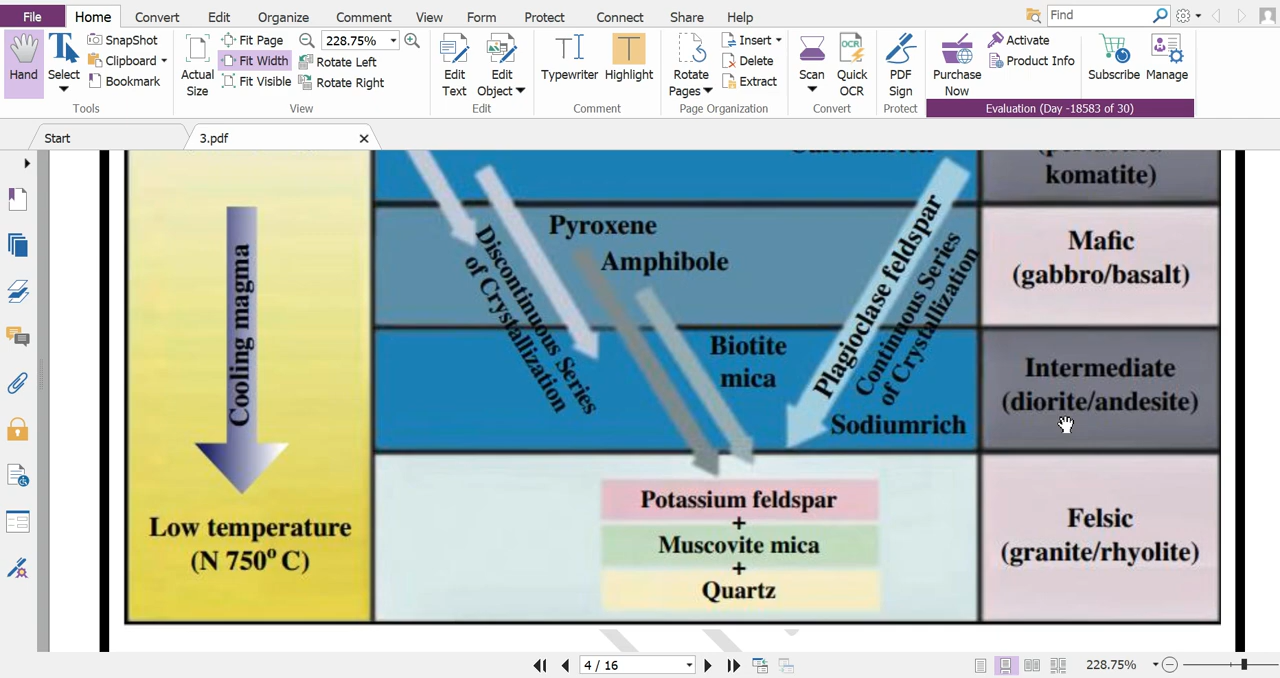 File Home Convert Edit Organize Comment View Form Protect Connect Share Help Find
Hand
Select
SnapShot
Clipboard
Bookmark
Tools
Actual Size
Fit Page
Fit Width
Fit Visible
228.75%
Rotate Left
Rotate Right
View
Edit Text
Edit Object
Edit
Typewriter
Highlight
Comment
Rotate Pages
Insert
Delete
Extract
Page Organization
Scan
Quick OCR
Convert
PDF Sign
Protect
Purchase Now
Activate
Product Info
Subscribe
Manage
Evaluation (Day -18583 of 30)
Start
3.pdf
komatite)
Cooling magma
Low temperature
(N 750⁰ C)
Discontinuous Series
of Crystallization
Pyroxene
Amphibole
Biotite
mica
Plagioclase feldspar
Continuous Series
of Crystallization
Sodiumrich
Mafic
(gabbro/basalt)
Intermediate
(diorite/andesite)
Potassium feldspar
+
Muscovite mica
+
Quartz
Felsic
(granite/rhyolite)
4 / 16
228.75%